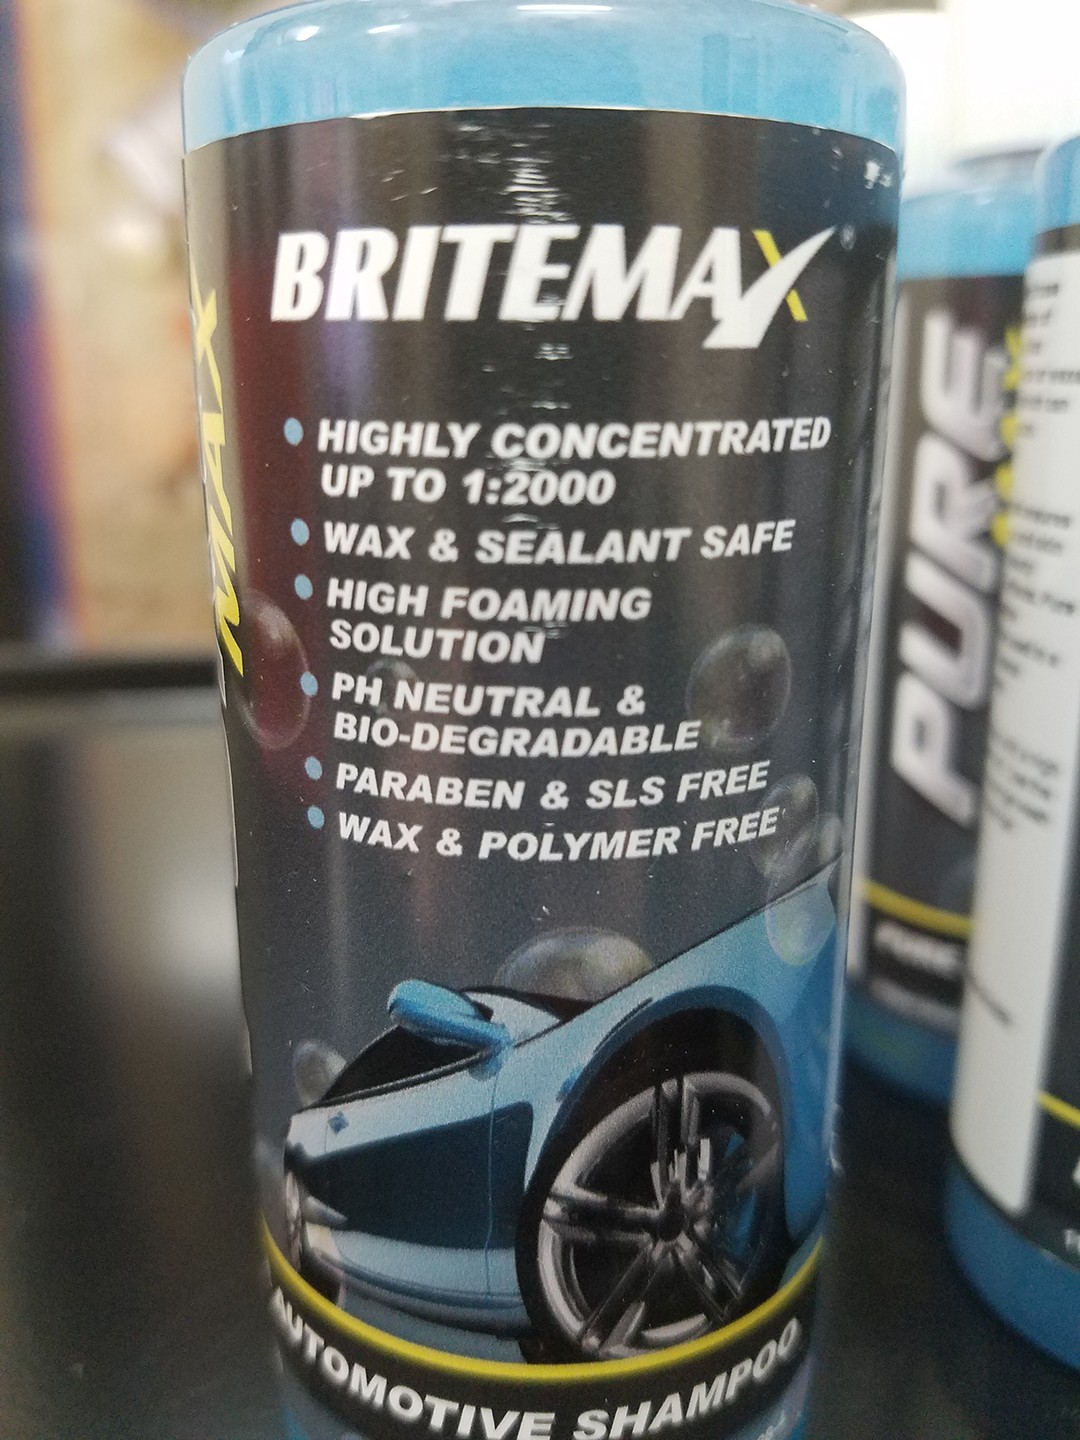 BRITEMAX®
• HIGHLY CONCENTRATED
UP TO 1:2000
• WAX & SEALANT SAFE
• HIGH FOAMING
SOLUTION
• PH NEUTRAL &
BIO-DEGRADABLE
• PARABEN & SLS FREE
• WAX & POLYMER FREE
AUTOMOTIVE SHAMPOO
MAX
PURE